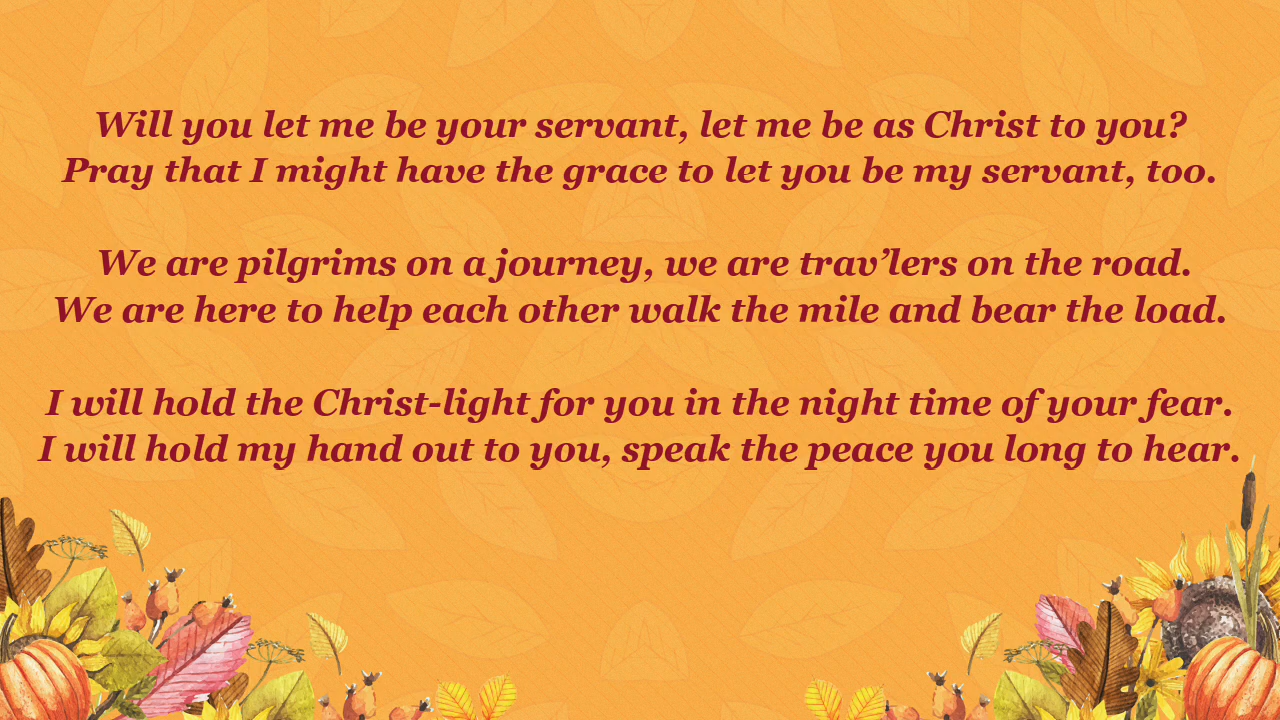 Will you let me be your servant, let me be as Christ to you?
Pray that I might have the grace to let you be my servant, too.
We are pilgrims on a journey, we are trav’lers on the road.
We are here to help each other walk the mile and bear the load.
I will hold the Christ-light for you in the night time of your fear.
I will hold my hand out to you, speak the peace you long to hear.